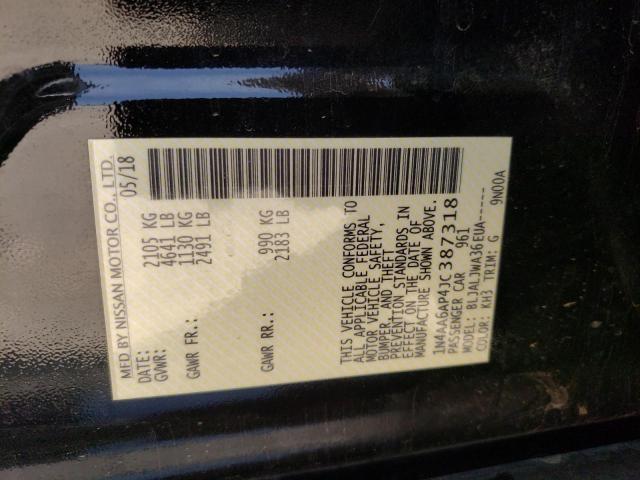 MFD BY NISSAN MOTOR CO., LTD.
DATE: 05/18
GVWR: 2105 KG
4641 LB
GAWR FR.: 1130 KG
2491 LB
GAWR RR.: 990 KG
2183 LB
THIS VEHICLE CONFORMS TO
ALL APPLICABLE FEDERAL
MOTOR VEHICLE SAFETY,
BUMPER, AND THEFT
PREVENTION STANDARDS IN
EFFECT ON THE DATE OF
MANUFACTURE SHOWN ABOVE.
1N4AA6AP4JC387318
PASSENGER CAR 961
MODEL: BLJALJWA36EUA-----
COLOR: KH3 TRIM: G 9N00A